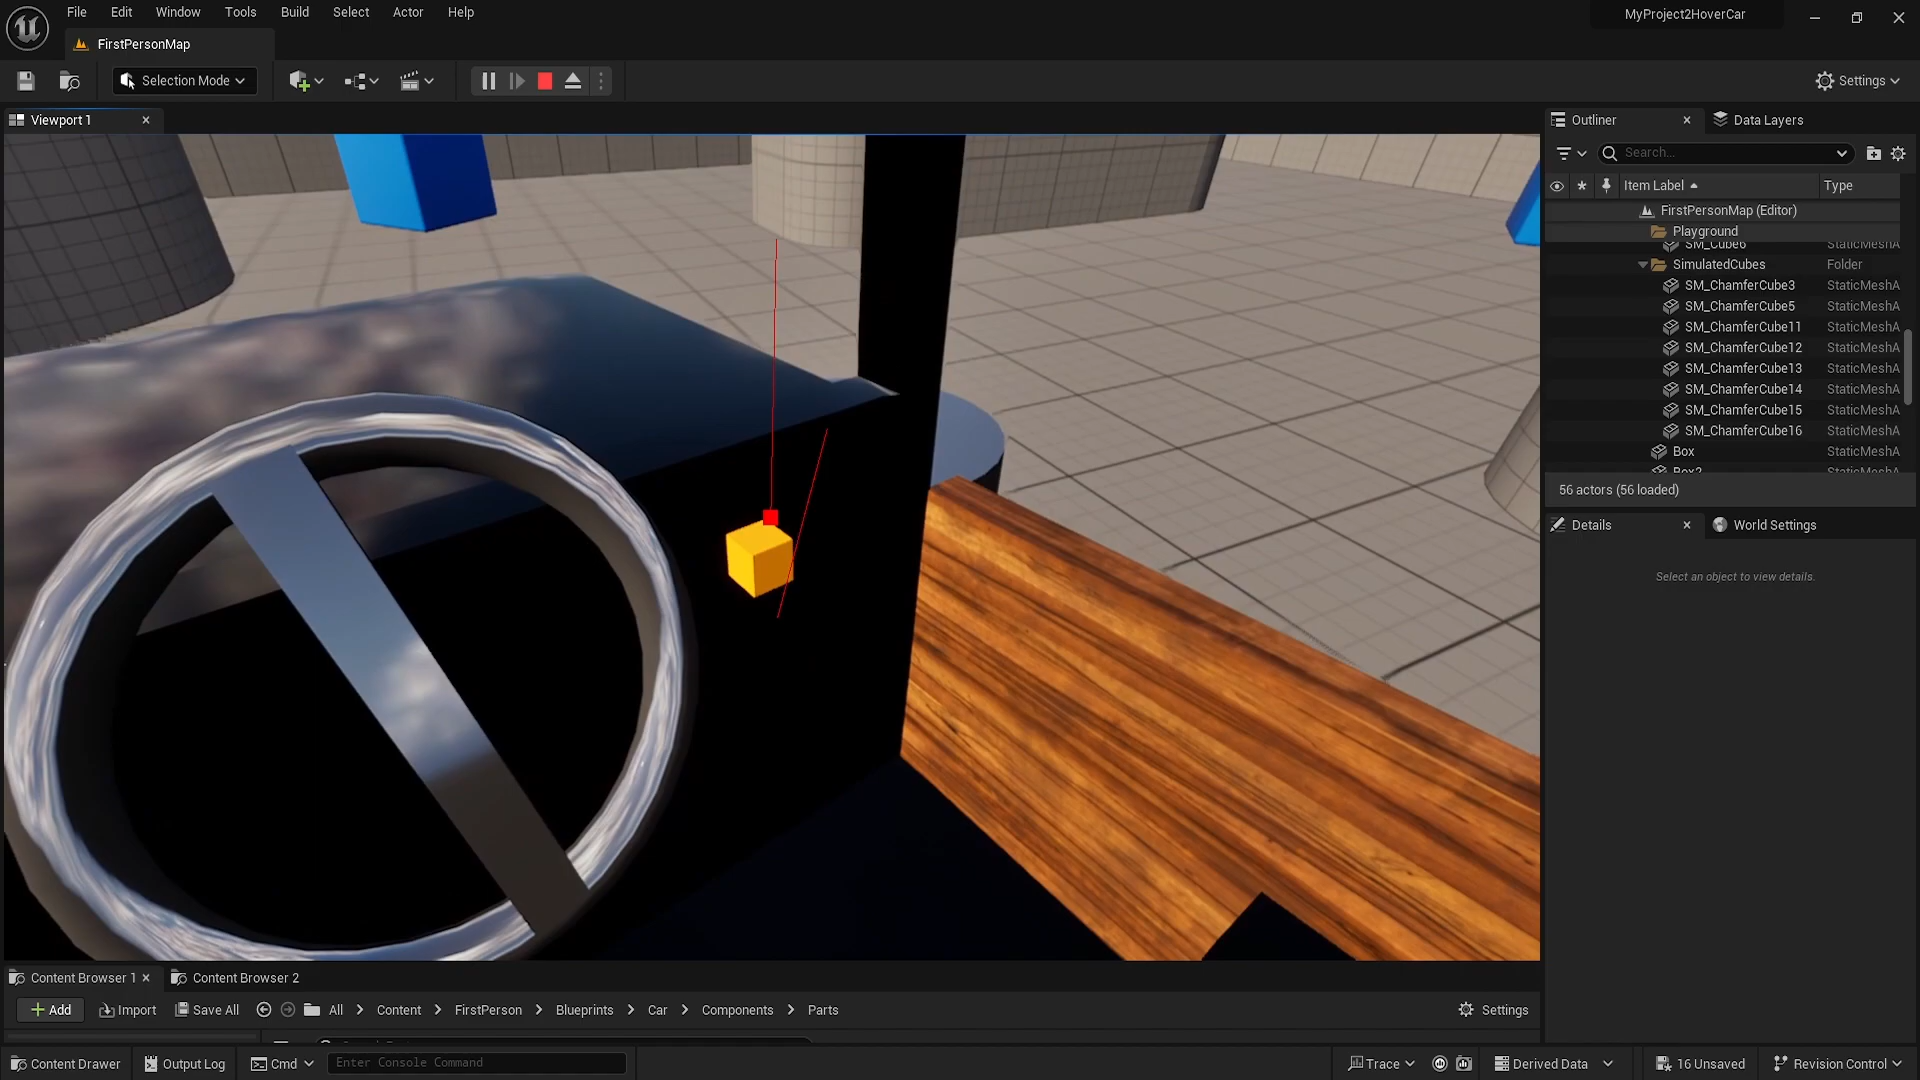 File Edit Window Tools Build Select Actor Help
MyProject2HoverCar
FirstPersonMap
Selection Mode
Settings
Viewport 1
Outliner
Data Layers
Search...
Item Label
Type
FirstPersonMap (Editor)
Playground
SM_Cube6 StaticMeshA
SimulatedCubes Folder
SM_ChamferCube3 StaticMeshA
SM_ChamferCube5 StaticMeshA
SM_ChamferCube11 StaticMeshA
SM_ChamferCube12 StaticMeshA
SM_ChamferCube13 StaticMeshA
SM_ChamferCube14 StaticMeshA
SM_ChamferCube15 StaticMeshA
SM_ChamferCube16 StaticMeshA
Box StaticMeshA
Box2 StaticMeshA
56 actors (56 loaded)
Details
World Settings
Select an object to view details.
Content Browser 1
Content Browser 2
Add Import Save All All Content FirstPerson Blueprints Car Components Parts Settings
Content Drawer Output Log Cmd Enter Console Command Trace Derived Data 16 Unsaved Revision Control